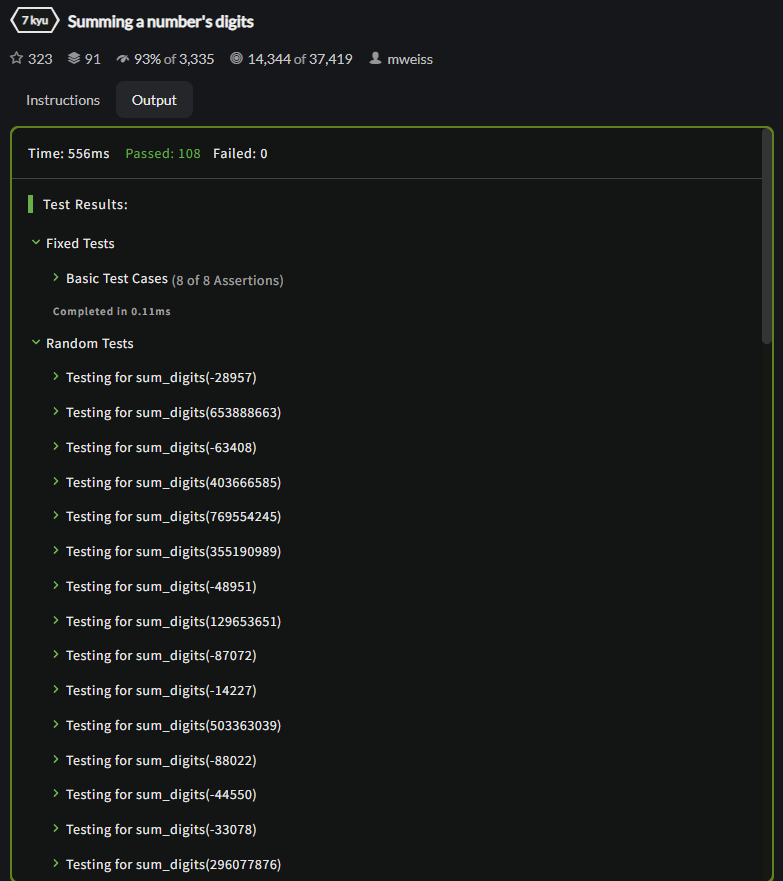 7 kyu Summing a number's digits
323 91 93% of 3,335 14,344 of 37,419 mweiss
Instructions Output
Time: 556ms Passed: 108 Failed: 0
Test Results:
Fixed Tests
Basic Test Cases (8 of 8 Assertions)
Completed in 0.11ms
Random Tests
Testing for sum_digits(-28957)
Testing for sum_digits(653888663)
Testing for sum_digits(-63408)
Testing for sum_digits(403666585)
Testing for sum_digits(769554245)
Testing for sum_digits(355190989)
Testing for sum_digits(-48951)
Testing for sum_digits(129653651)
Testing for sum_digits(-87072)
Testing for sum_digits(-14227)
Testing for sum_digits(503363039)
Testing for sum_digits(-88022)
Testing for sum_digits(-44550)
Testing for sum_digits(-33078)
Testing for sum_digits(296077876)